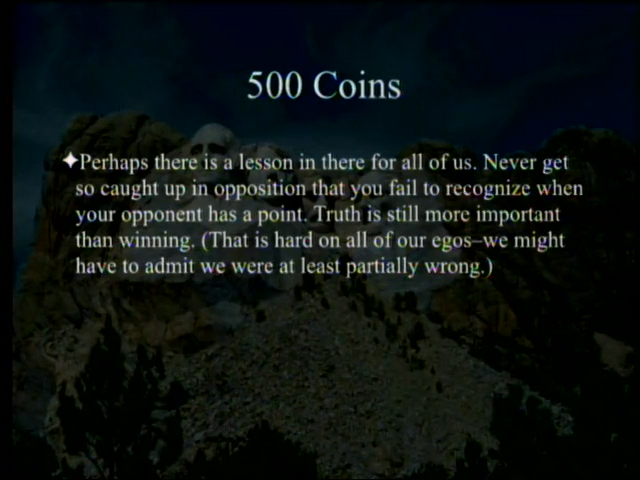 500 Coins
✦Perhaps there is a lesson in there for all of us. Never get
so caught up in opposition that you fail to recognize when
your opponent has a point. Truth is still more important
than winning. (That is hard on all of our egos–we might
have to admit we were at least partially wrong.)